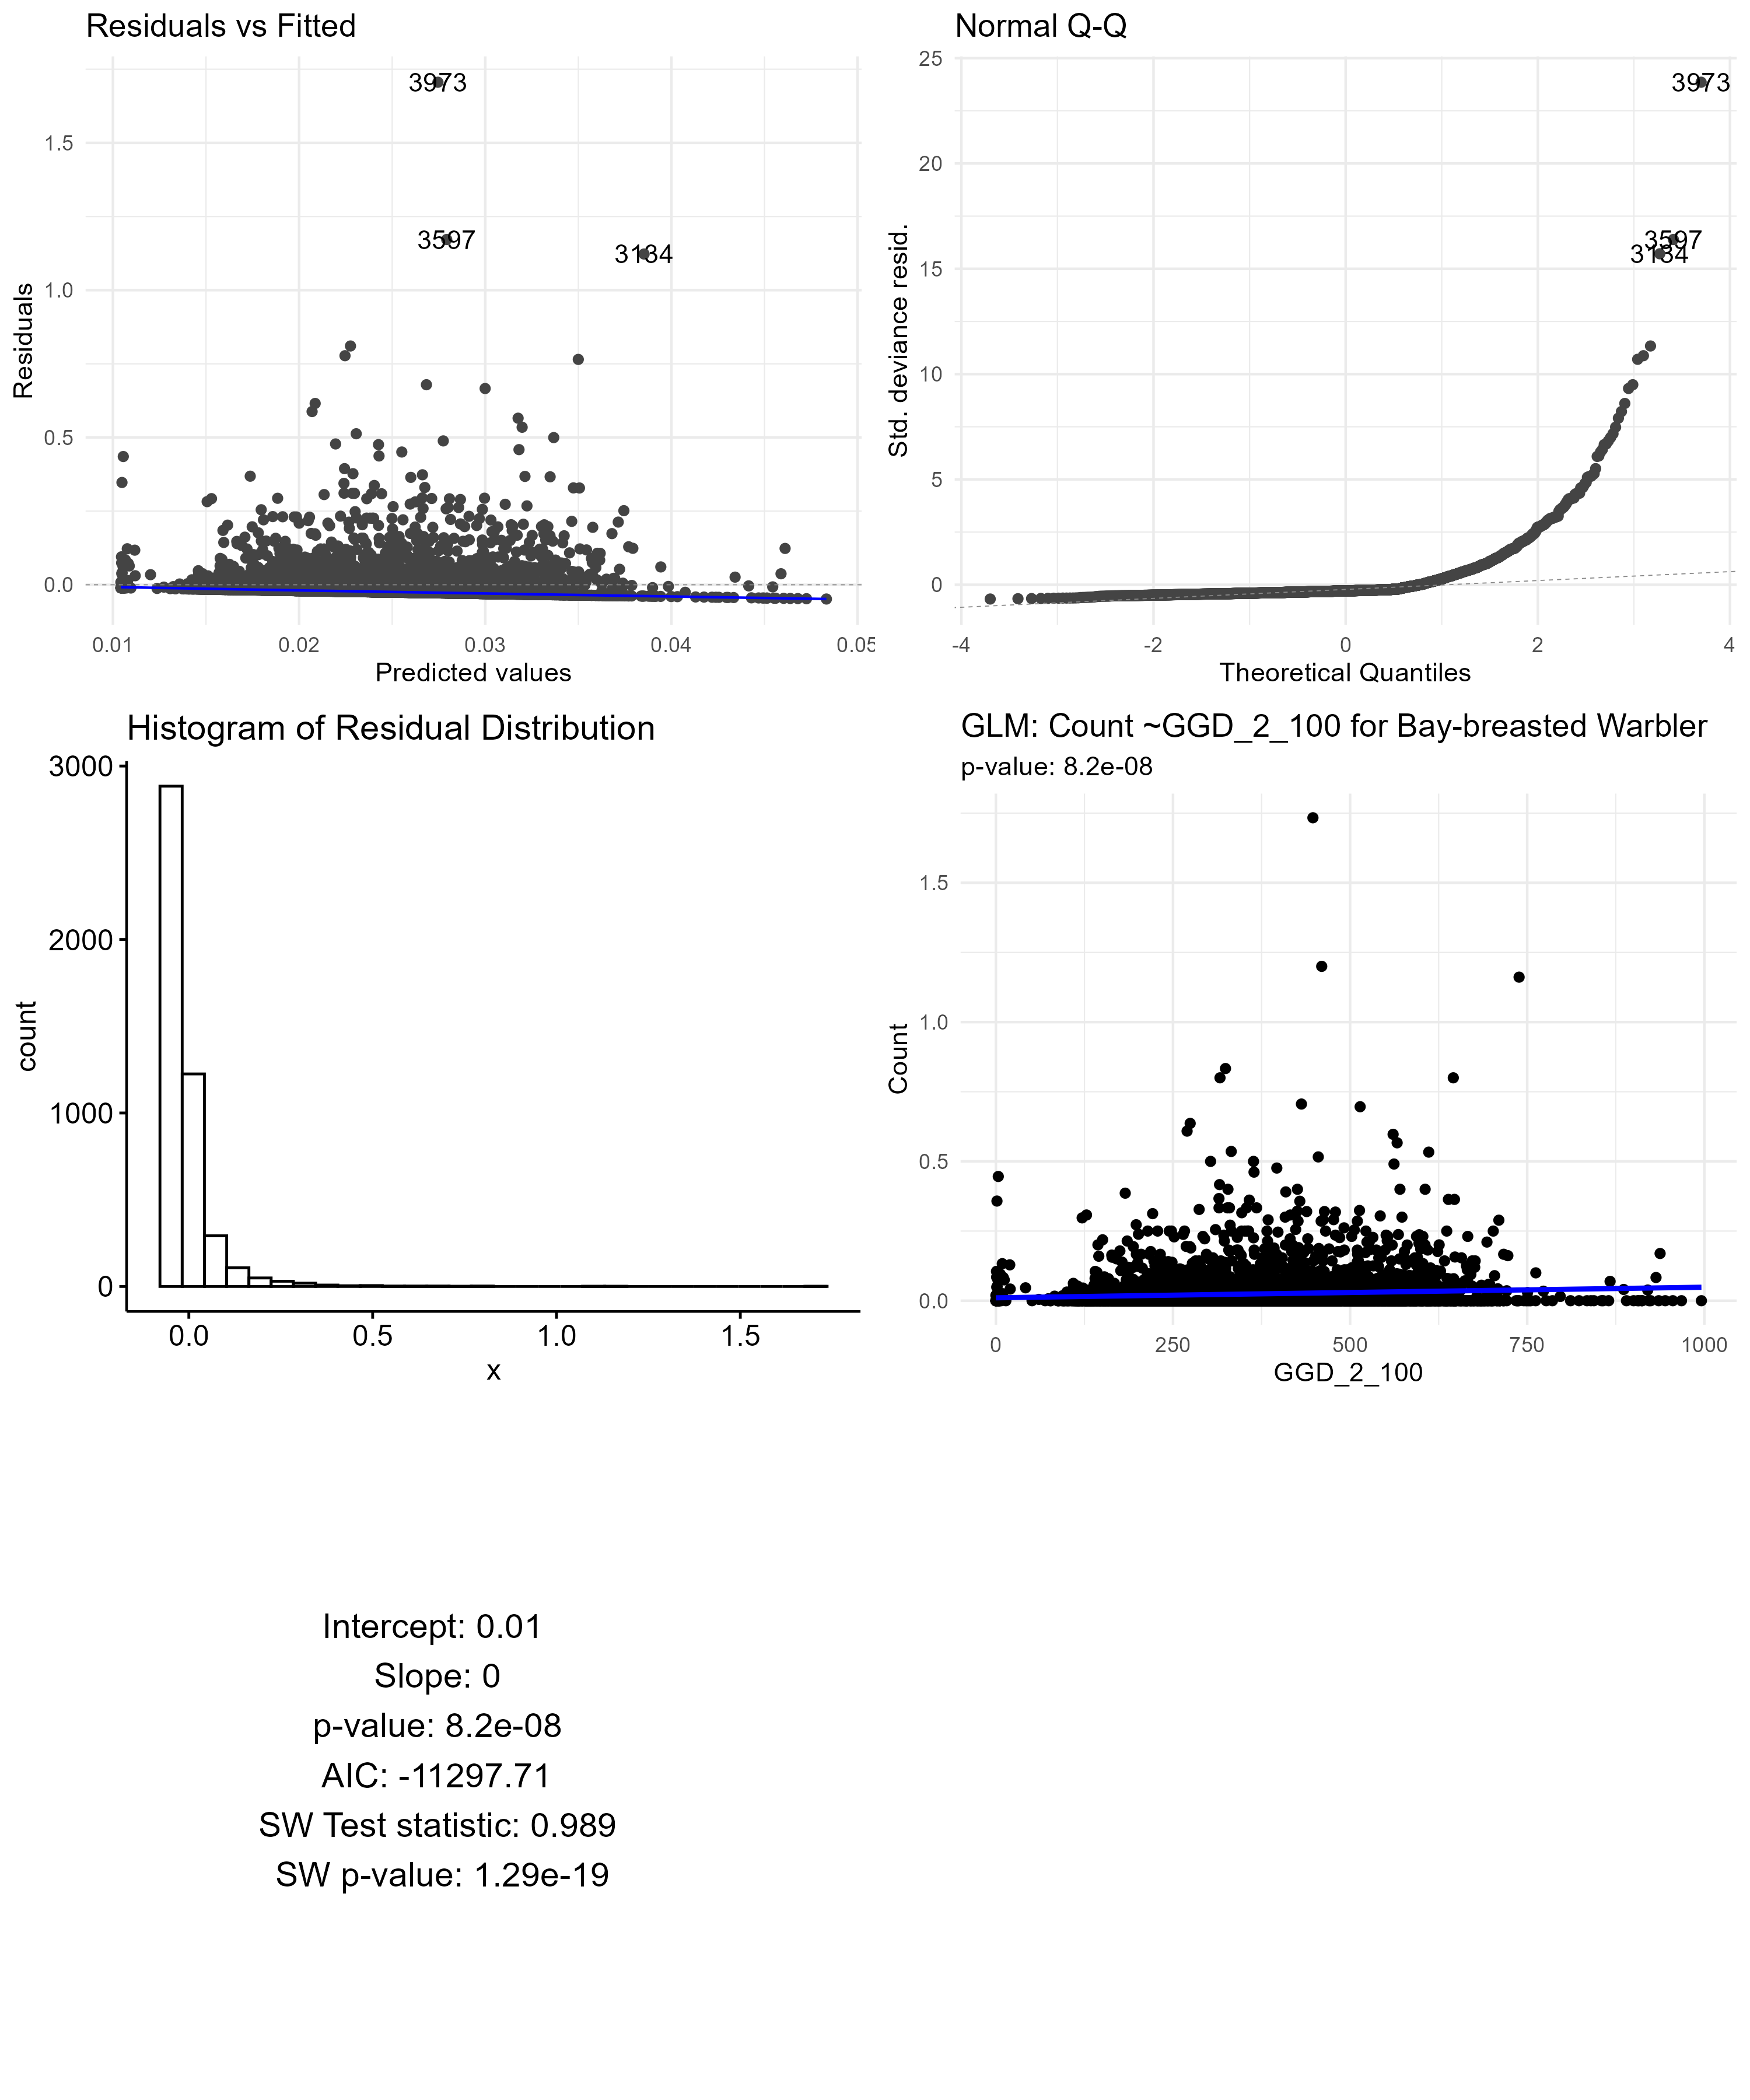 Residuals vs Fitted
3973
3597
3134
1.5
1.0
0.5
0.0
Residuals
0.01 0.02 0.03 0.04 0.05
Predicted values
Normal Q-Q
3973
3597
3134
25
20
15
10
5
0
Std. deviance resid.
-4 -2 0 2 4
Theoretical Quantiles
Histogram of Residual Distribution
3000
2000
1000
0
count
0.0 0.5 1.0 1.5
x
GLM: Count ~GGD_2_100 for Bay-breasted Warbler
p-value: 8.2e-08
1.5
1.0
0.5
0.0
Count
0 250 500 750 1000
GGD_2_100
Intercept: 0.01
Slope: 0
p-value: 8.2e-08
AIC: -11297.71
SW Test statistic: 0.989
SW p-value: 1.29e-19